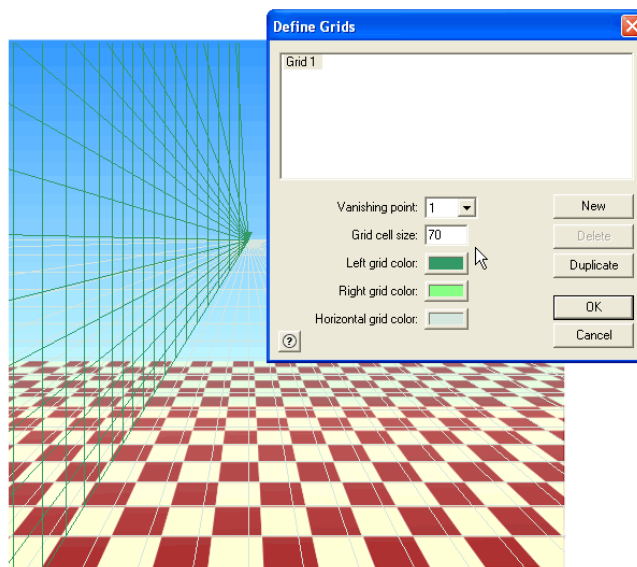 Define Grids
Grid 1
Vanishing point: 1
New
Grid cell size: 70
Delete
Left grid color:
Duplicate
Right grid color:
OK
Horizontal grid color:
Cancel
?